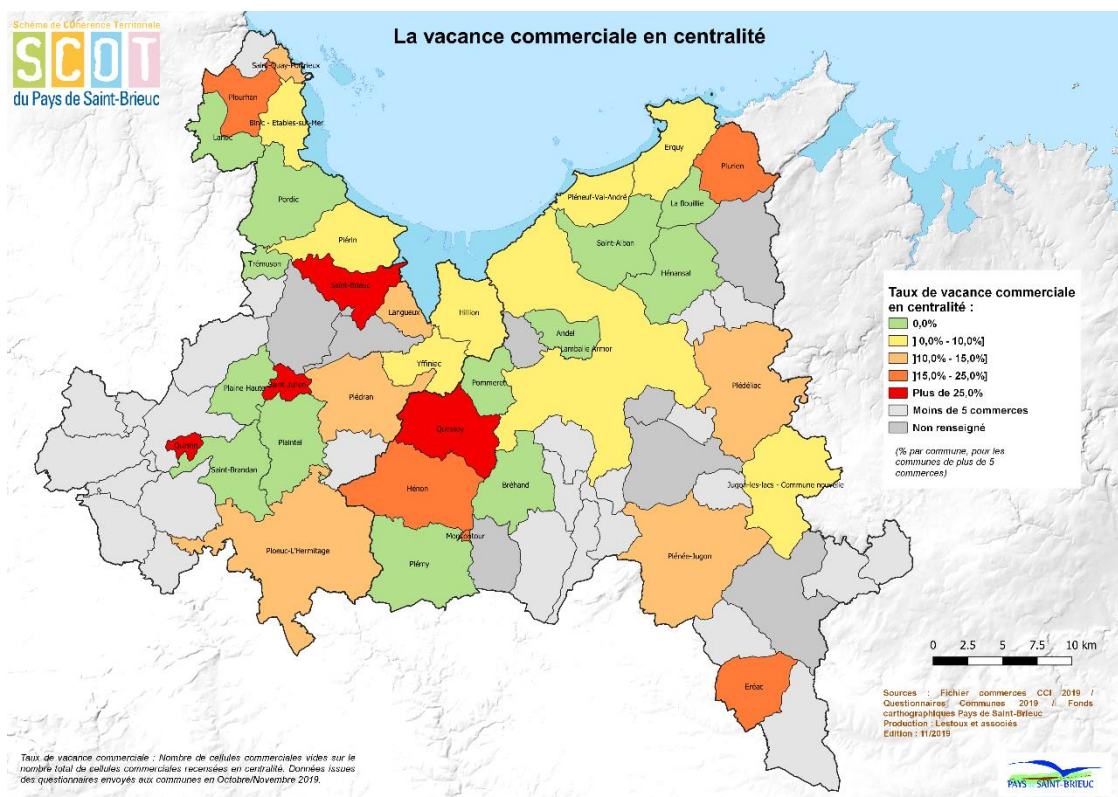 Schéma de COhérence Territoriale
SCOT
du Pays de Saint-Brieuc
La vacance commerciale en centralité
Saint-Quay-Portrieux
Plourhan
Binic - Etables-sur-Mer
Lantic
Erquy
Plurien
Pléneuf-Val-André
La Bouillie
Pordic
Saint-Alban
Plérin
Trémuson
Hénansal
Saint-Brieuc
Langueux
Hillion
Andel
Lamballe Armor
Yffiniac
Plaine Haute
Saint-Julien
Plédran
Pommeret
Plédéliac
Quessoy
Quintin
Plaintel
Saint-Brandan
Hénon
Bréhand
Jugon-les-lacs - Commune nouvelle
Moncontour
Ploeuc-L'Hermitage
Plémy
Plénée-Jugon
Eréac
Taux de vacance commerciale
en centralité :
0,0%
] 0,0% - 10,0%]
]10,0% - 15,0%]
]15,0% - 25,0%]
Plus de 25,0%
Moins de 5 commerces
Non renseigné
(% par commune, pour les
communes de plus de 5
commerces)
0 2.5 5 7.5 10 km
Sources : Fichier commerces CCI 2019 /
Questionnaires Communes 2019 / Fonds
cartographiques Pays de Saint-Brieuc
Production : Lestoux et associés
Edition : 11/2019
Taux de vacance commerciale : Nombre de cellules commerciales vides sur le
nombre total de cellules commerciales recensées en centralité. Données issues
des questionnaires envoyés aux communes en Octobre/Novembre 2019.
PAYS SAINT-BRIEUC